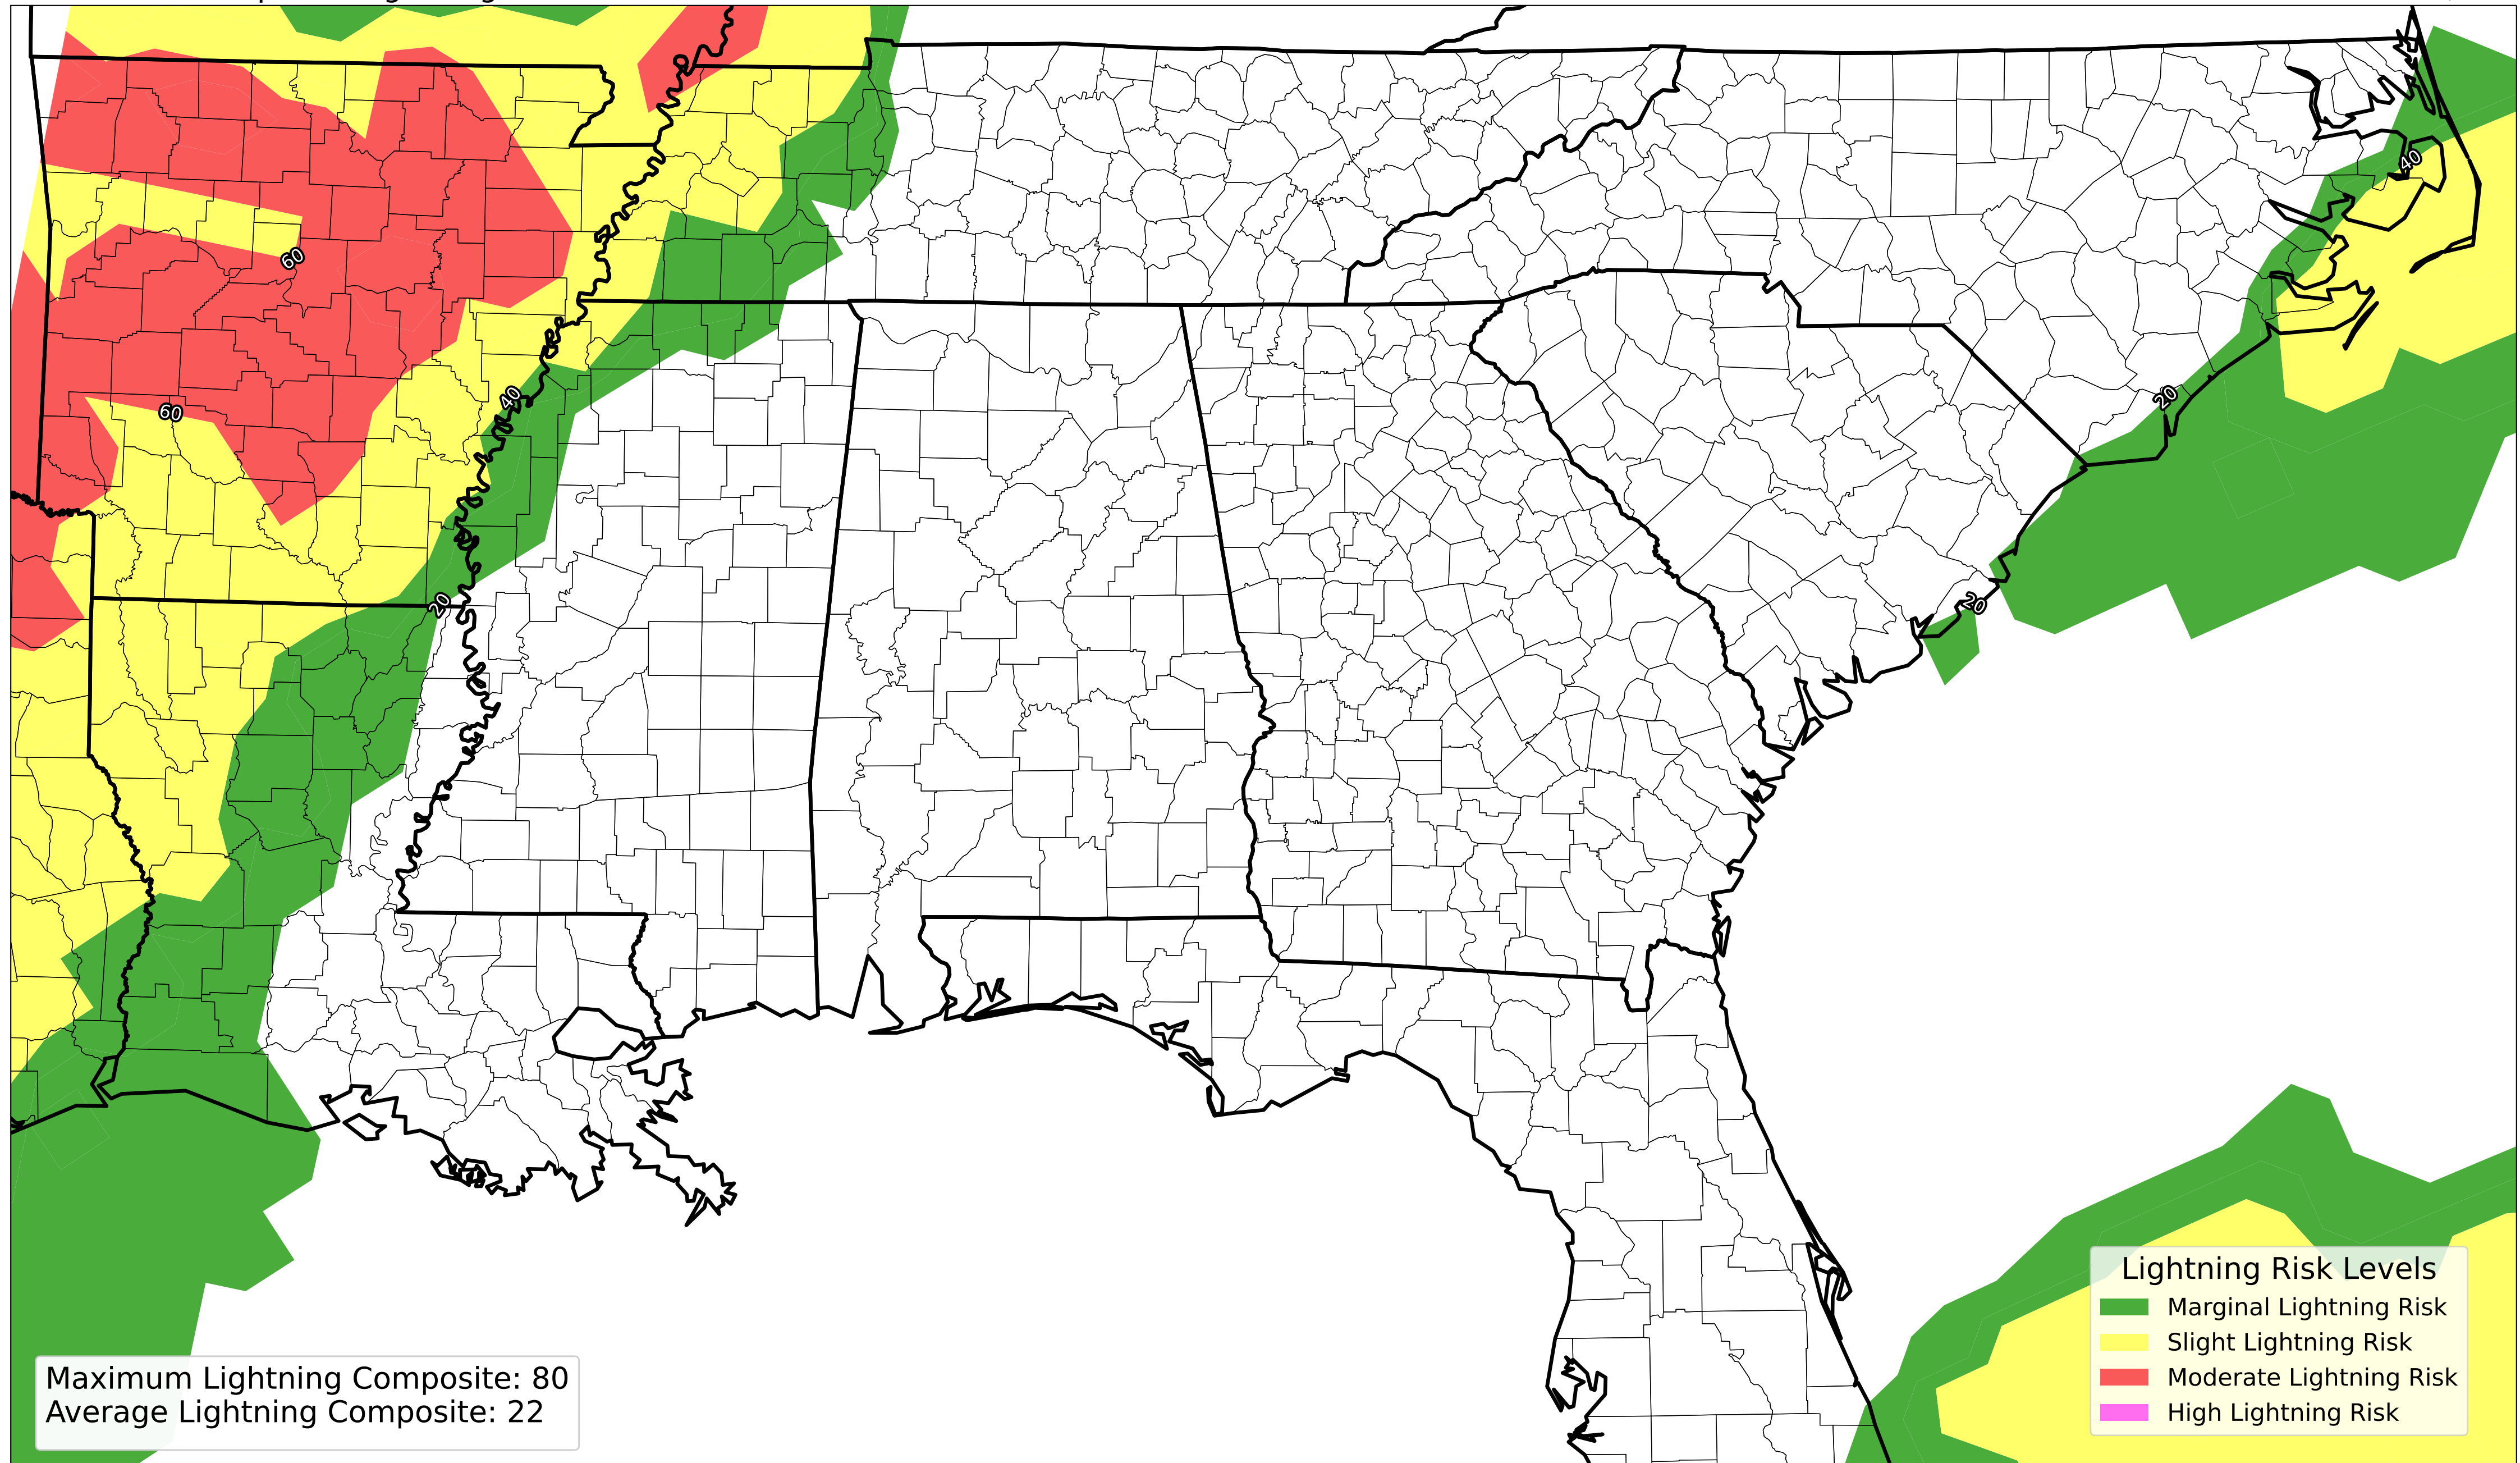 40
60
40
60
20
20
20
Lightning Risk Levels
Marginal Lightning Risk
Slight Lightning Risk
Moderate Lightning Risk
High Lightning Risk
Maximum Lightning Composite: 80
Average Lightning Composite: 22